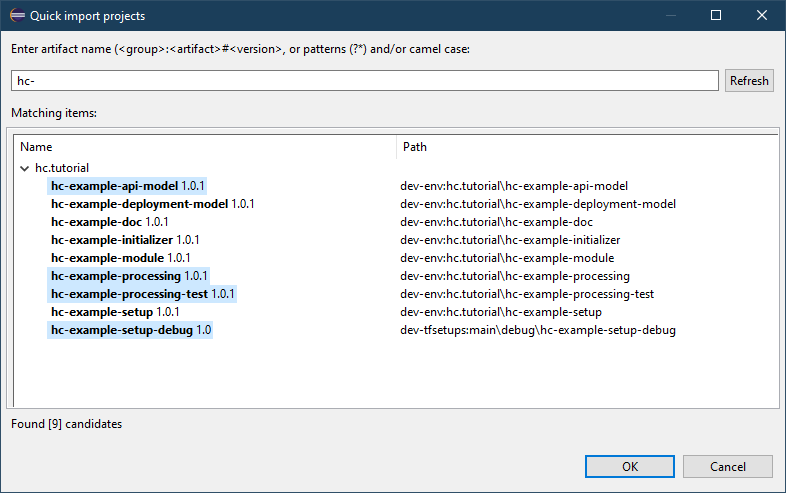 Quick import projects
Enter artifact name (<group>:<artifact>#<version>, or patterns (?*) and/or camel case:
hc-
Refresh
Matching items:
Name Path
hc.tutorial
hc-example-api-model 1.0.1 dev-env:hc.tutorial\hc-example-api-model
hc-example-deployment-model 1.0.1 dev-env:hc.tutorial\hc-example-deployment-model
hc-example-doc 1.0.1 dev-env:hc.tutorial\hc-example-doc
hc-example-initializer 1.0.1 dev-env:hc.tutorial\hc-example-initializer
hc-example-module 1.0.1 dev-env:hc.tutorial\hc-example-module
hc-example-processing 1.0.1 dev-env:hc.tutorial\hc-example-processing
hc-example-processing-test 1.0.1 dev-env:hc.tutorial\hc-example-processing-test
hc-example-setup 1.0.1 dev-env:hc.tutorial\hc-example-setup
hc-example-setup-debug 1.0 dev-tfsetups:main\debug\hc-example-setup-debug
Found [9] candidates
OK Cancel